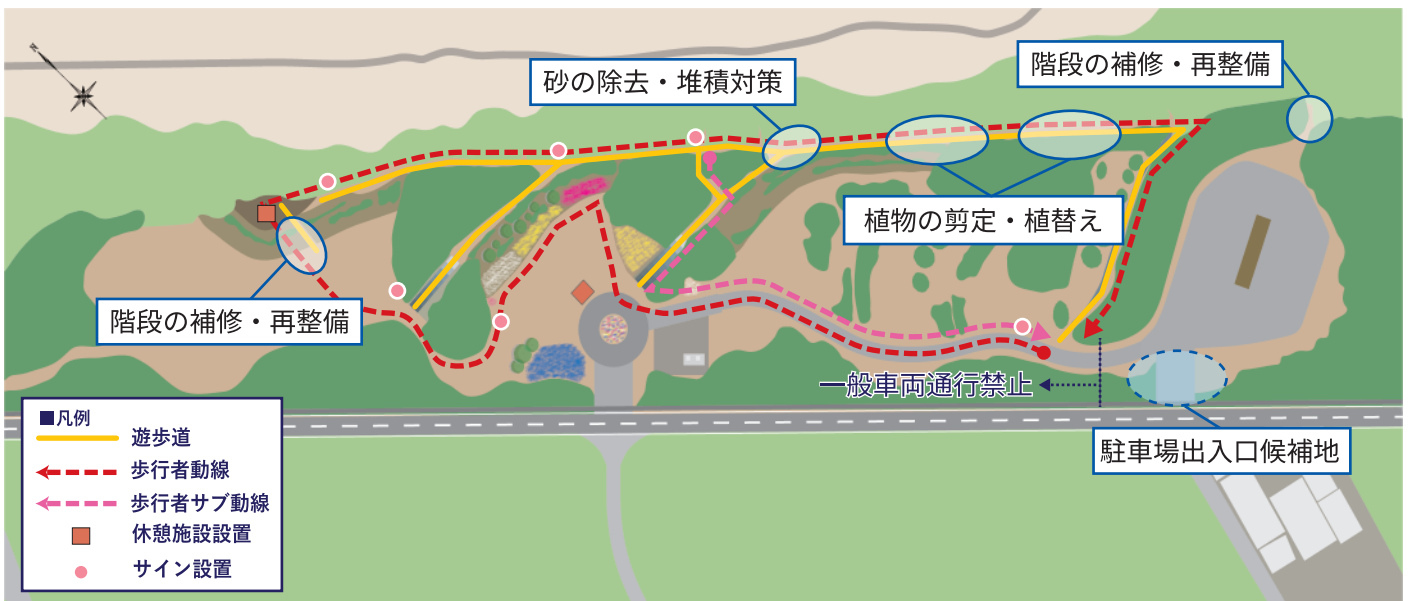 N
階段の補修・再整備
砂の除去・堆積対策
植物の剪定・植替え
階段の補修・再整備
一般車両通行禁止
駐車場出入口候補地
■凡例
遊歩道
歩行者動線
歩行者サブ動線
休憩施設設置
サイン設置